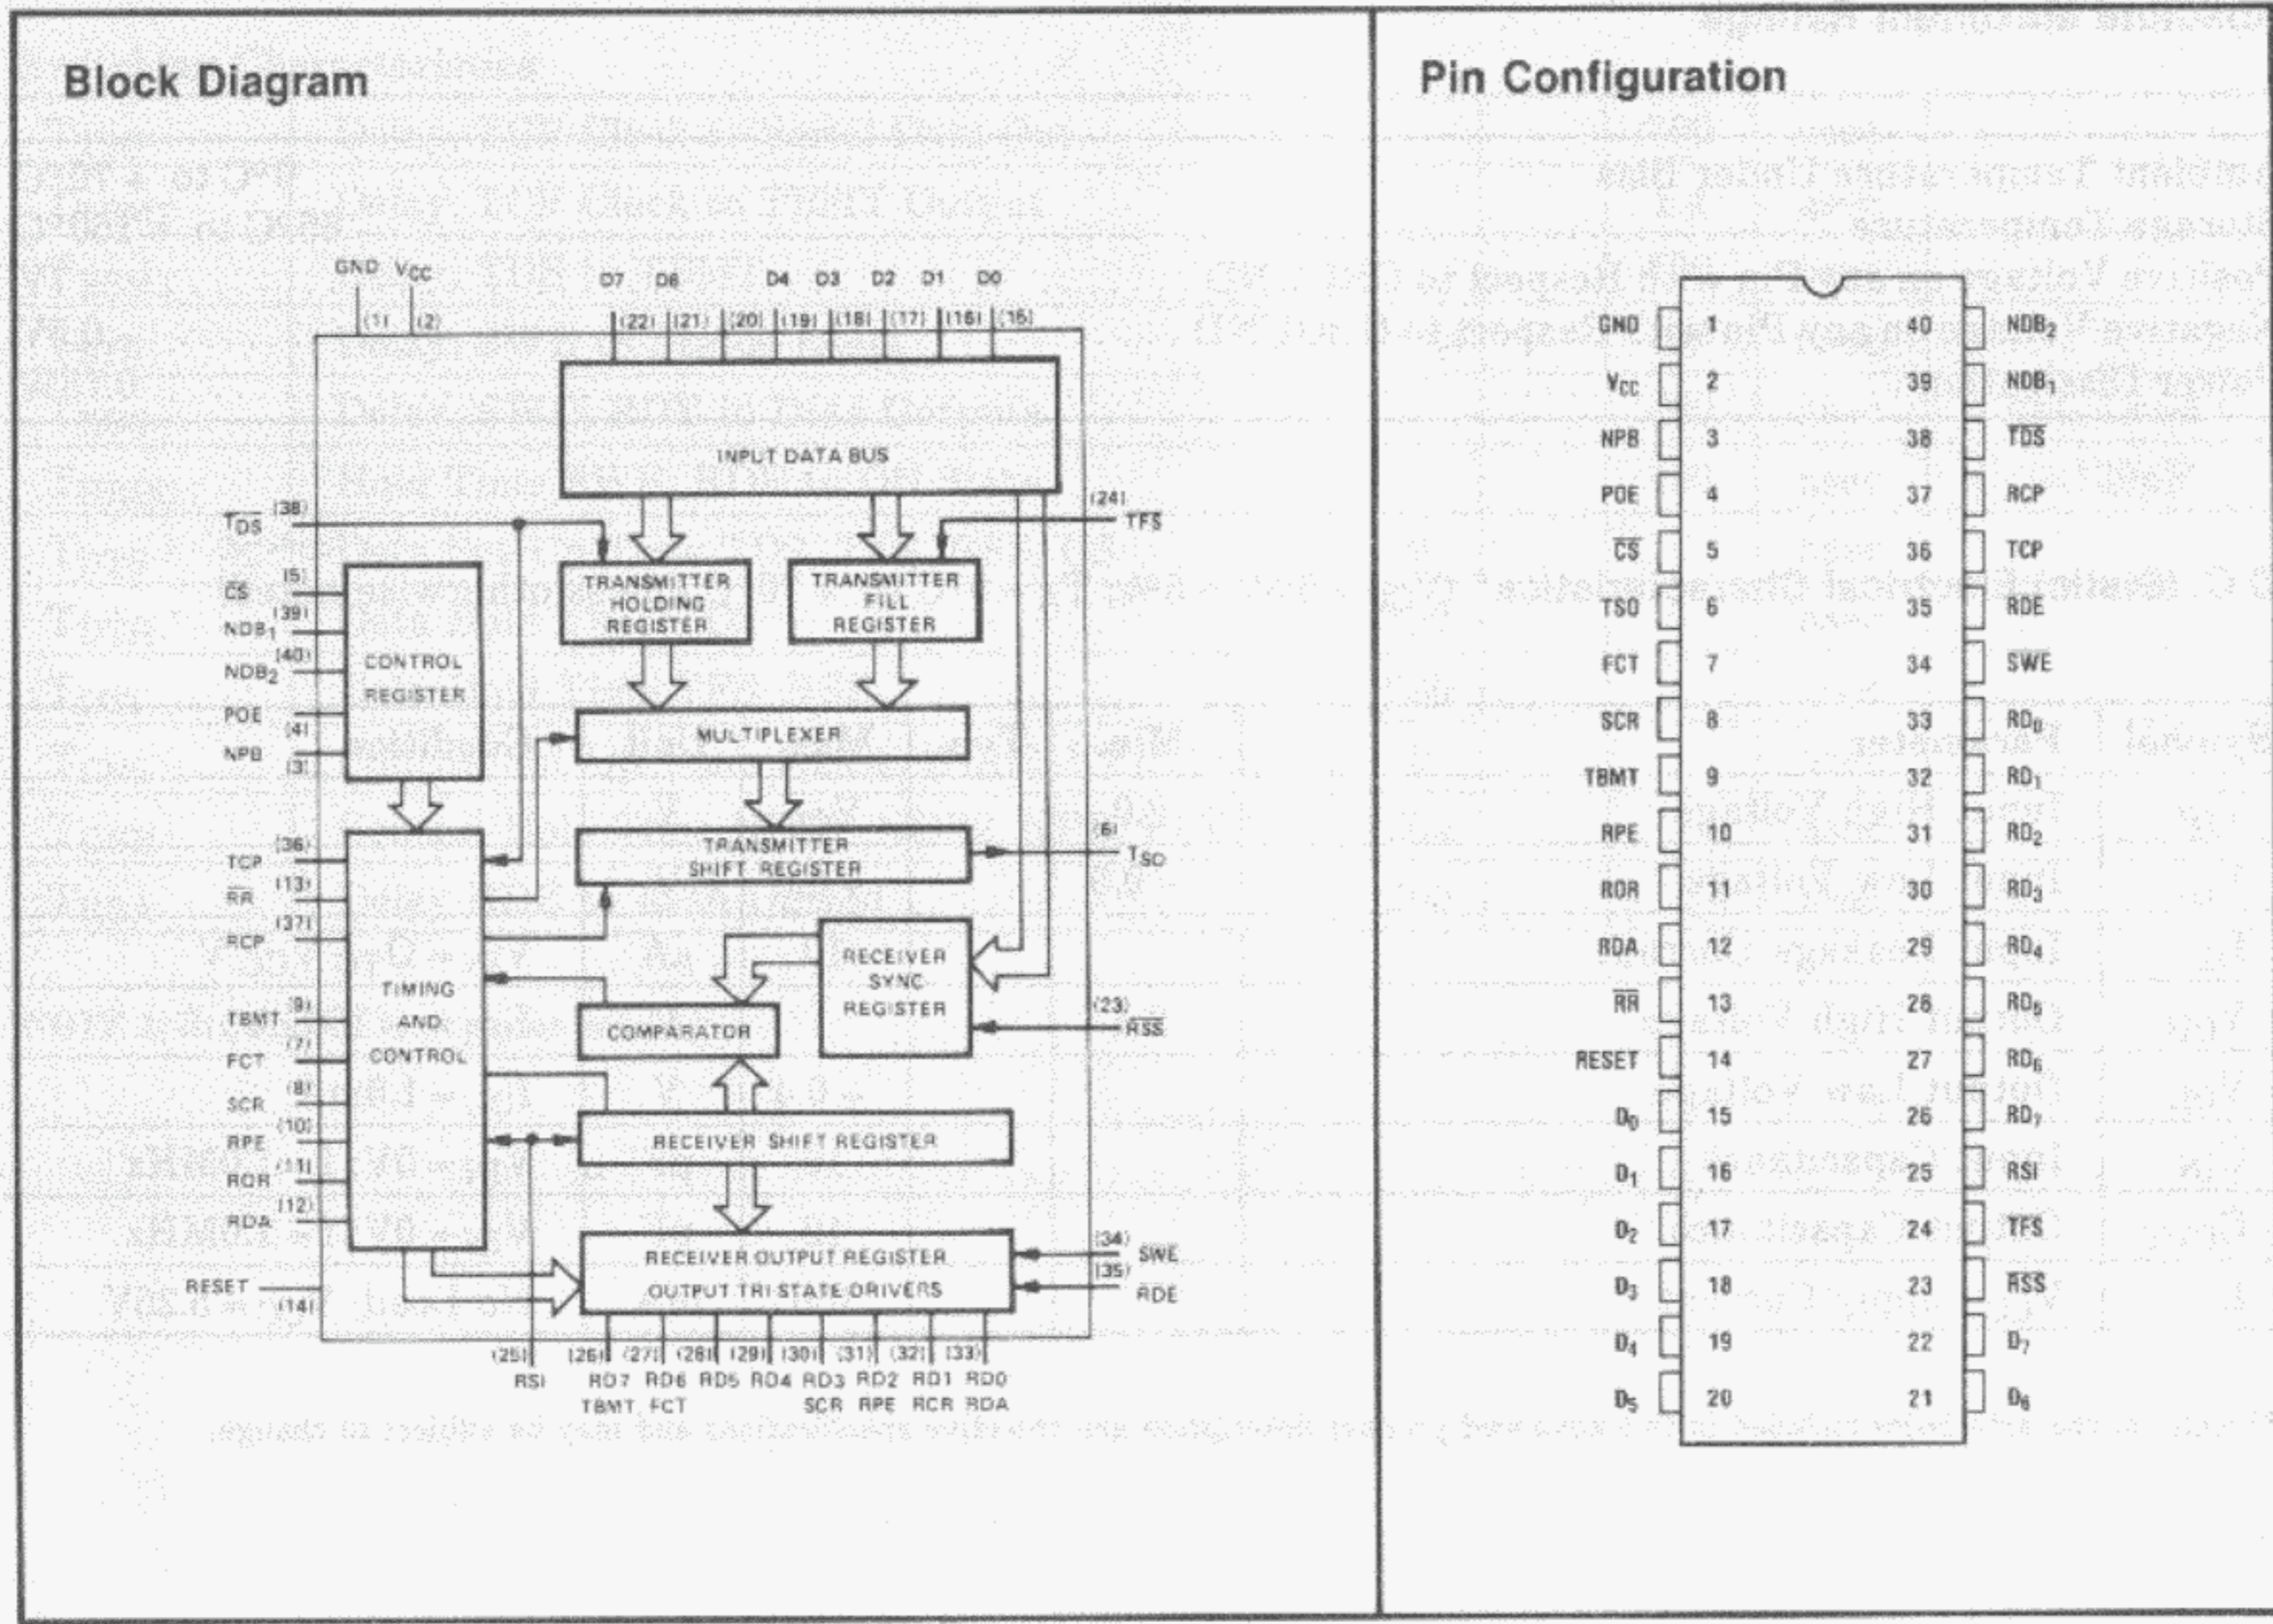 Block Diagram
GND VCC
D7 D6 D4 D3 D2 D1 D0
(1) (2) (22) (21) (20) (19) (18) (17) (16) (15)
INPUT DATA BUS
TDS (38)
(24) TFS
TRANSMITTER
HOLDING
REGISTER
TRANSMITTER
FILL
REGISTER
CS (5)
NDB1 (39)
NDB2 (40)
POE (4)
NPB (3)
CONTROL
REGISTER
MULTIPLEXER
TRANSMITTER
SHIFT REGISTER
(6) TSO
TCP (36)
RR (13)
RCP (37)
TIMING
AND
CONTROL
RECEIVER
SYNC
REGISTER
COMPARATOR
(23) RSS
TBMT (9)
FCT (7)
SCR (8)
RPE (10)
ROR (11)
RDA (12)
RECEIVER SHIFT REGISTER
RECEIVER OUTPUT REGISTER
OUTPUT TRI STATE DRIVERS
(34) SWE
(35) RDE
RESET (14)
(25) (26) (27) (28) (29) (30) (31) (32) (33)
RSI RD7 RD6 RD5 RD4 RD3 RD2 RD1 RD0
TBMT FCT SCR RPE RCR RDA
Pin Configuration
GND 1 40 NDB2
VCC 2 39 NDB1
NPB 3 38 TDS
POE 4 37 RCP
CS 5 36 TCP
TSO 6 35 RDE
FCT 7 34 SWE
SCR 8 33 RD0
TBMT 9 32 RD1
RPE 10 31 RD2
ROR 11 30 RD3
RDA 12 29 RD4
RR 13 28 RD5
RESET 14 27 RD6
D0 15 26 RD7
D1 16 25 RSI
D2 17 24 TFS
D3 18 23 RSS
D4 19 22 D7
D5 20 21 D6